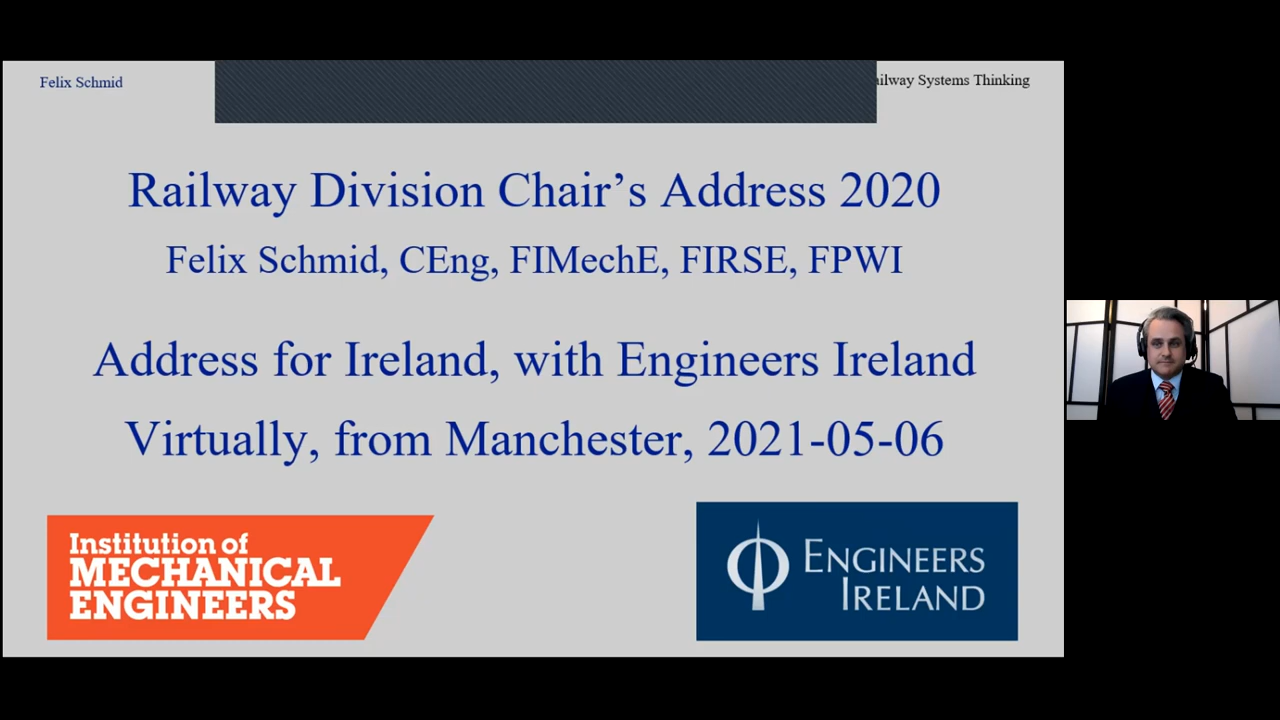 Felix Schmid
ailway Systems Thinking
Railway Division Chair’s Address 2020
Felix Schmid, CEng, FIMechE, FIRSE, FPWI
Address for Ireland, with Engineers Ireland
Virtually, from Manchester, 2021-05-06
Institution of
MECHANICAL
ENGINEERS
ENGINEERS
IRELAND